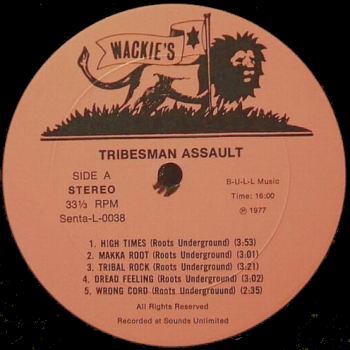 WACKIE'S
TRIBESMAN ASSAULT
SIDE A
STEREO
33⅓ RPM
Senta-L-0038
B-U-L-L Music
Time: 16:00
℗ 1977
1. HIGH TIMES (Roots Underground) (3:53)
2. MAKKA ROOT (Roots Underground) (3:01)
3. TRIBAL ROCK (Roots Underground) (3:21)
4. DREAD FEELING (Roots Underground) (3:02)
5. WRONG CORD (Roots Underground) (2:35)
All Rights Reserved
Recorded at Sounds Unlimited